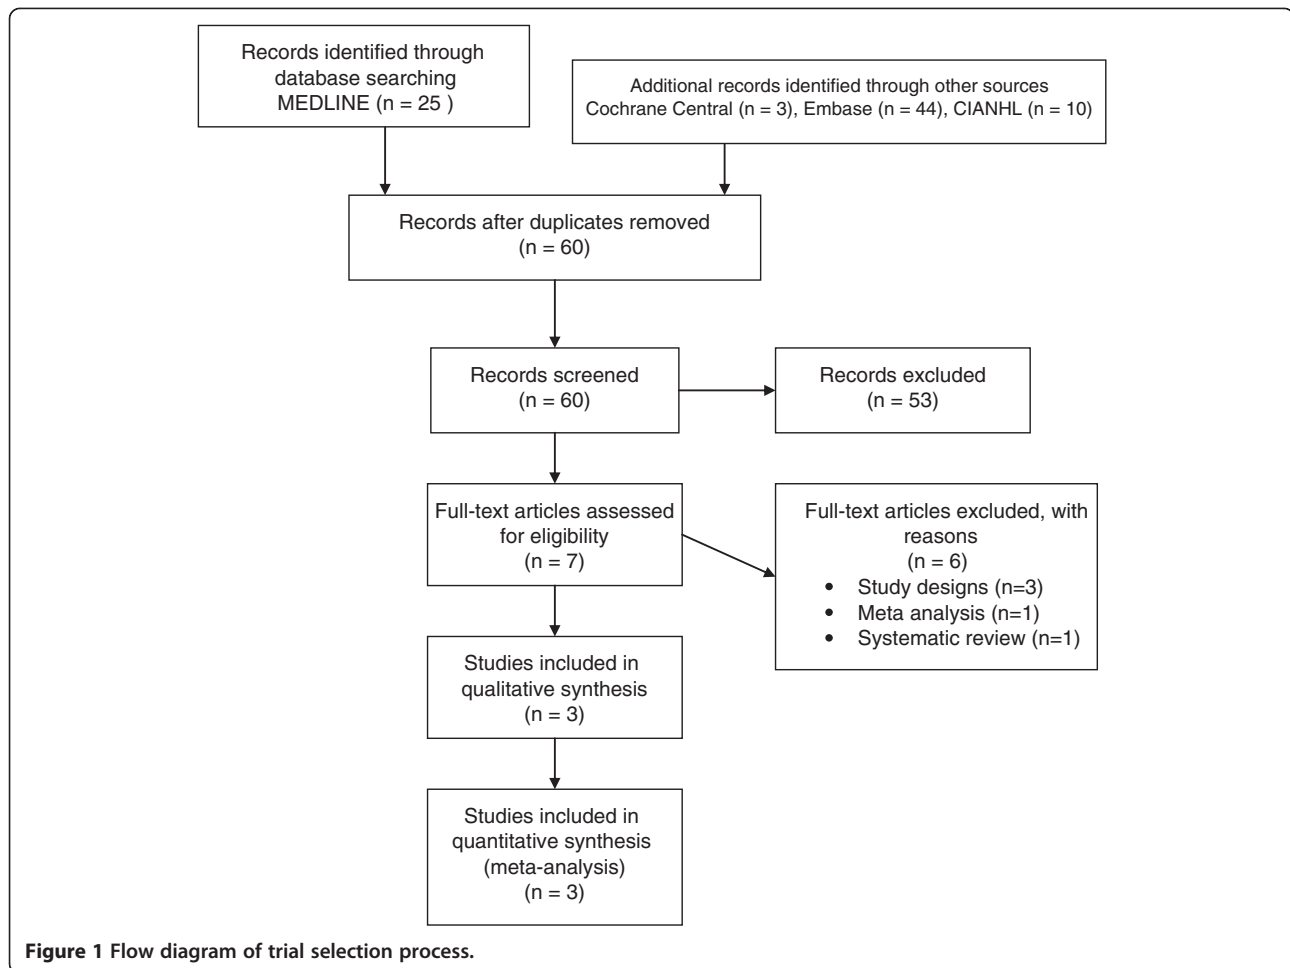 Records identified through
database searching
MEDLINE (n = 25 )
Additional records identified through other sources
Cochrane Central (n = 3), Embase (n = 44), CIANHL (n = 10)
Records after duplicates removed
(n = 60)
Records screened
(n = 60)
Records excluded
(n = 53)
Full-text articles assessed
for eligibility
(n = 7)
Full-text articles excluded, with
reasons
(n = 6)
• Study designs (n=3)
• Meta analysis (n=1)
• Systematic review (n=1)
Studies included in
qualitative synthesis
(n = 3)
Studies included in
quantitative synthesis
(meta-analysis)
(n = 3)
Figure 1 Flow diagram of trial selection process.